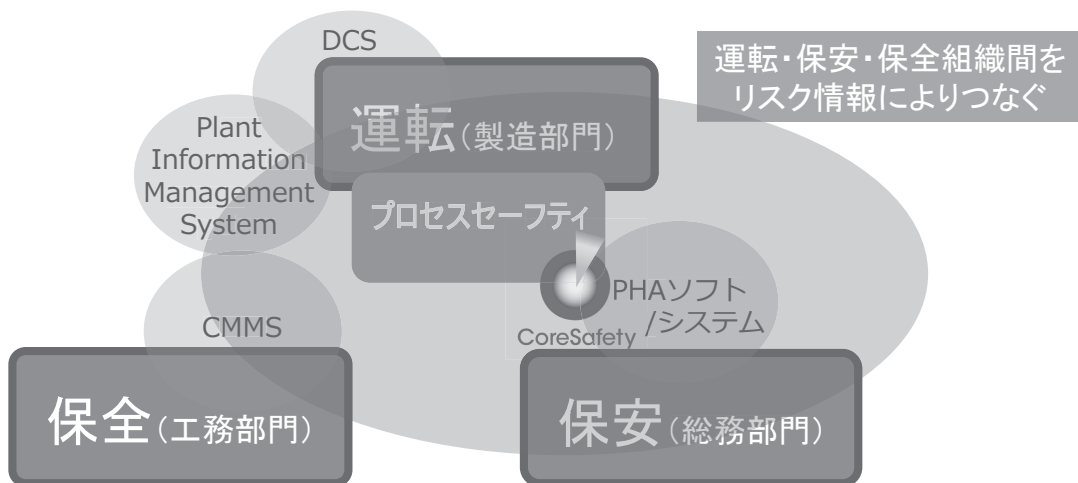 DCS
運転・保安・保全組織間を
リスク情報によりつなぐ
運転(製造部門)
Plant
Information
Management
System
プロセスセーフティ
PHAソフト
/システム
CoreSafety
CMMS
保全(工務部門)
保安(総務部門)